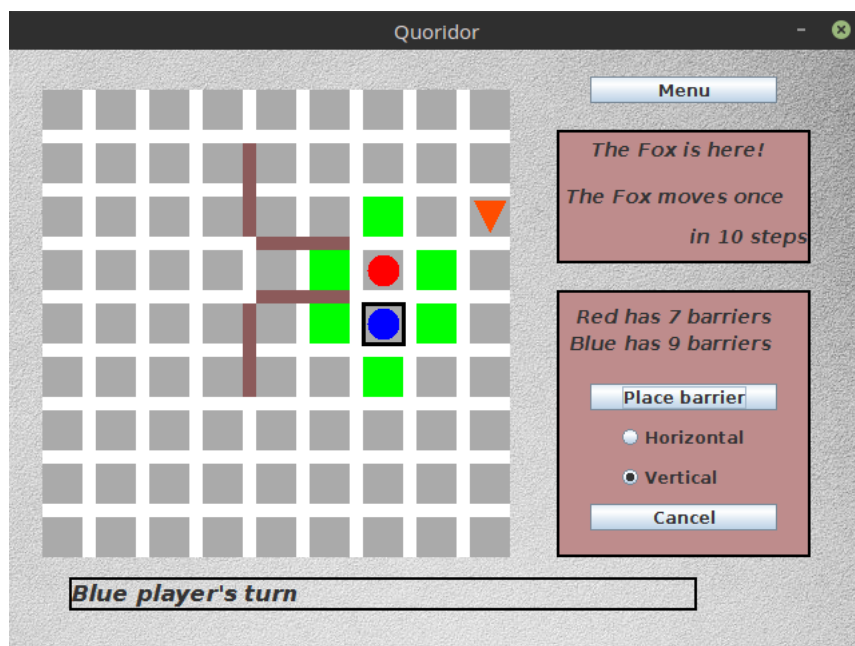 Quoridor
Menu
The Fox is here!
The Fox moves once
in 10 steps
Red has 7 barriers
Blue has 9 barriers
Place barrier
Horizontal
Vertical
Cancel
Blue player's turn